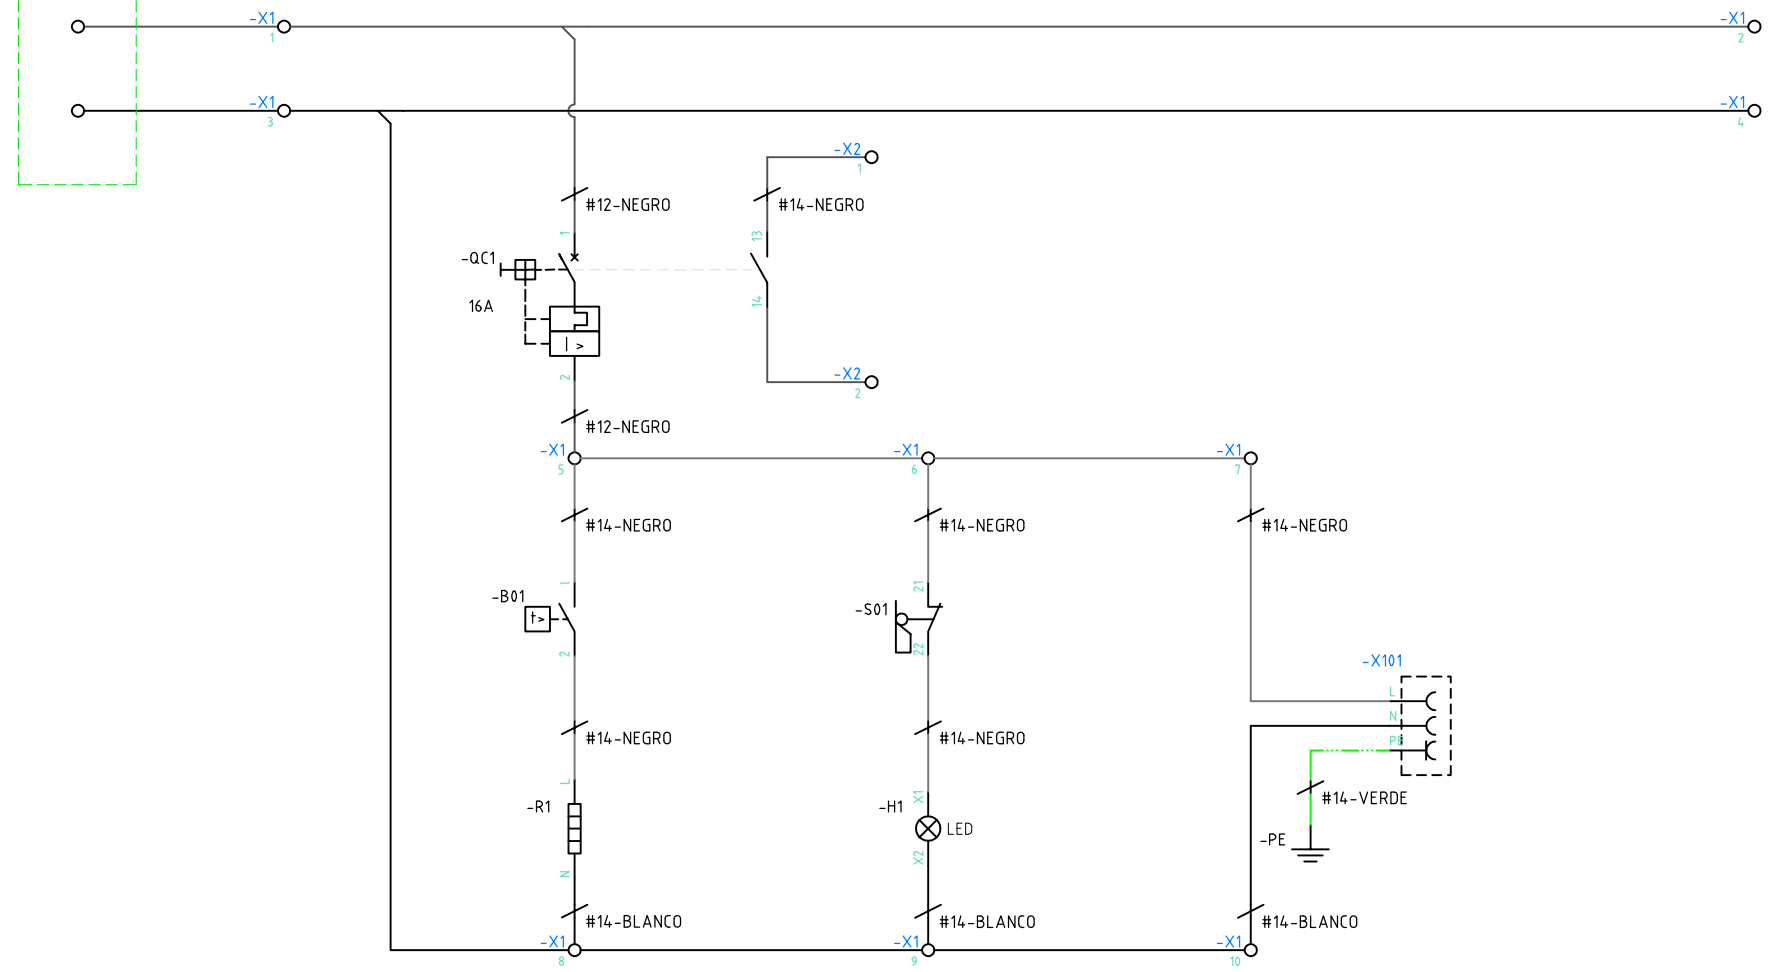 -X1
1
-X1
2
-X1
3
-X1
4
-X2
1
#12-NEGRO
#14-NEGRO
1
13
-QC1
16A
14
I >
2
-X2
2
#12-NEGRO
-X1
5
-X1
6
-X1
7
#14-NEGRO
#14-NEGRO
#14-NEGRO
1
21
-B01
t>
-S01
2
22
-X101
L
N
PE
#14-NEGRO
#14-NEGRO
L
X1
#14-VERDE
-R1
-H1
LED
-PE
N
X2
#14-BLANCO
#14-BLANCO
#14-BLANCO
-X1
8
-X1
9
-X1
10